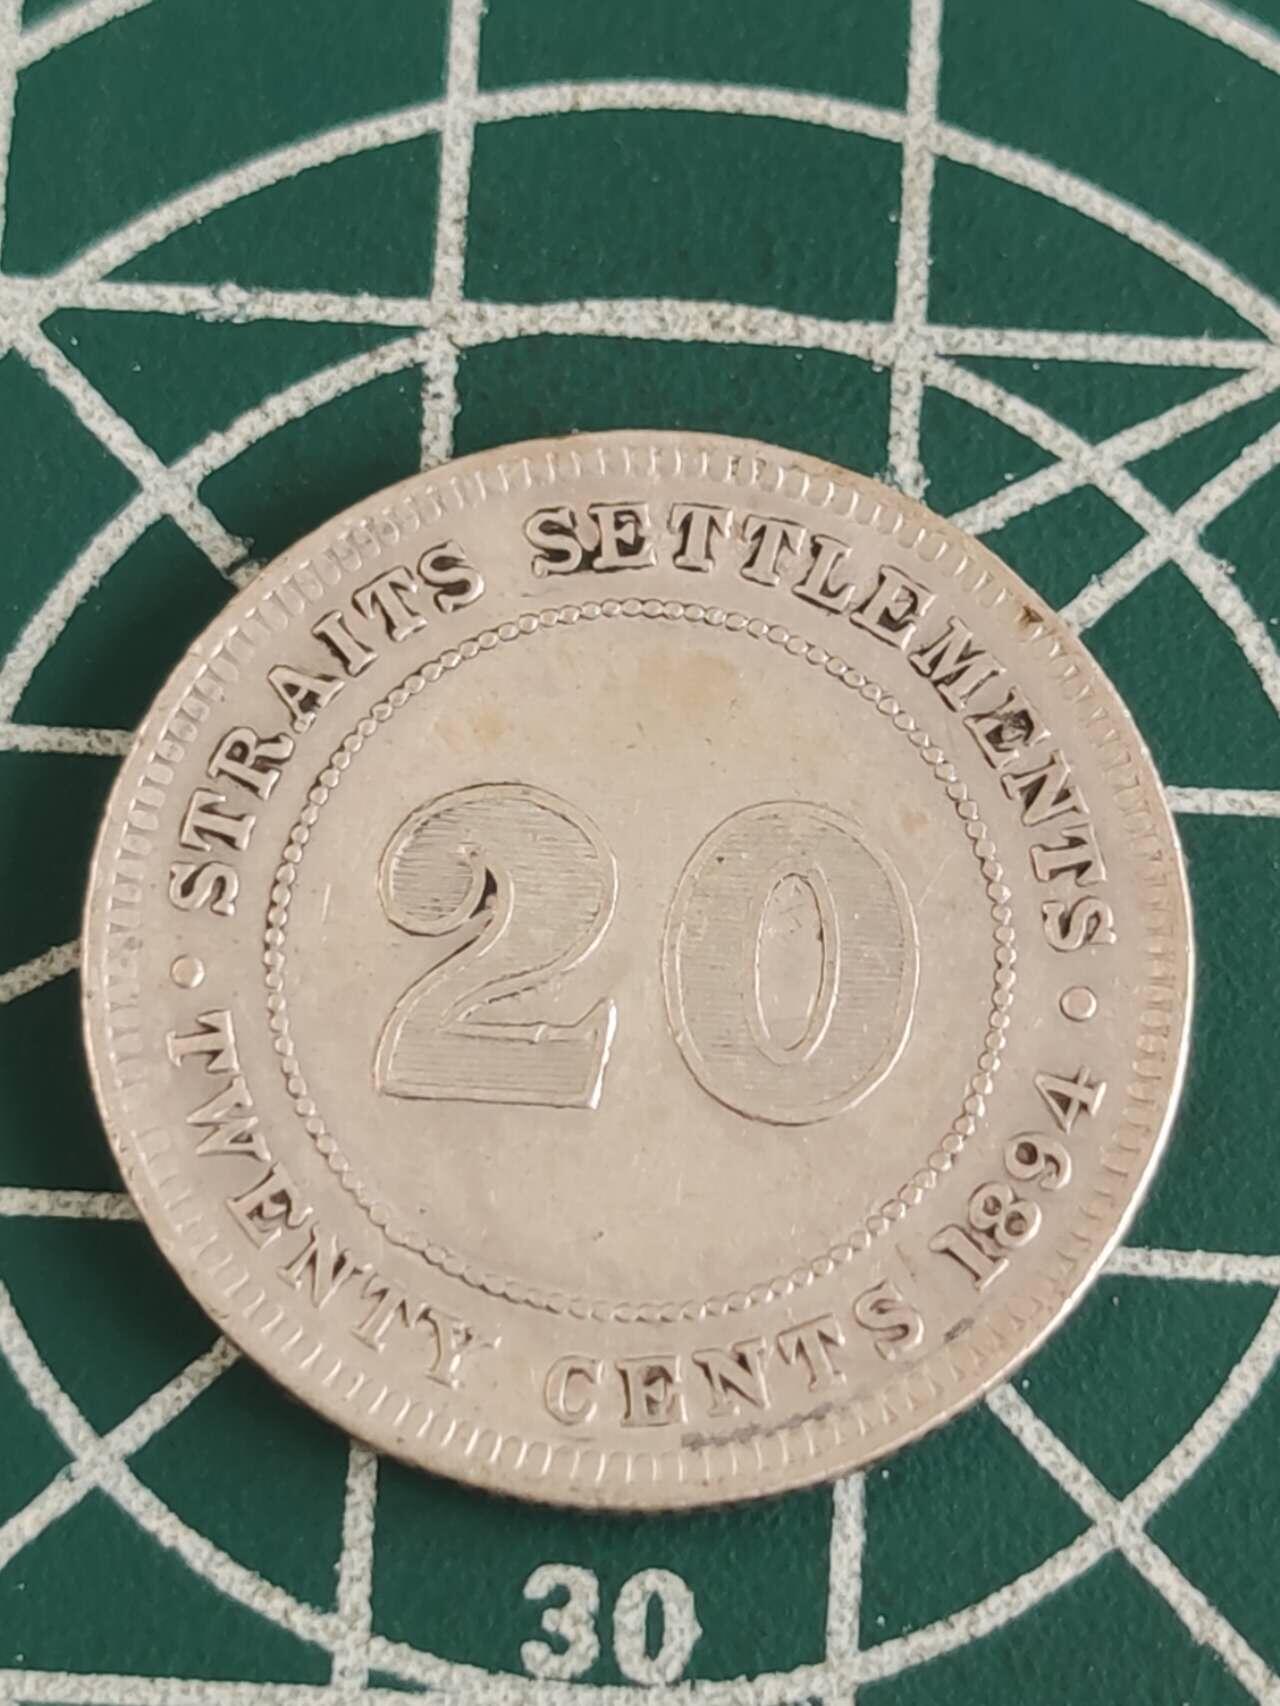 STRAITS SETTLEMENTS
20
TWENTY CENTS 1894
30